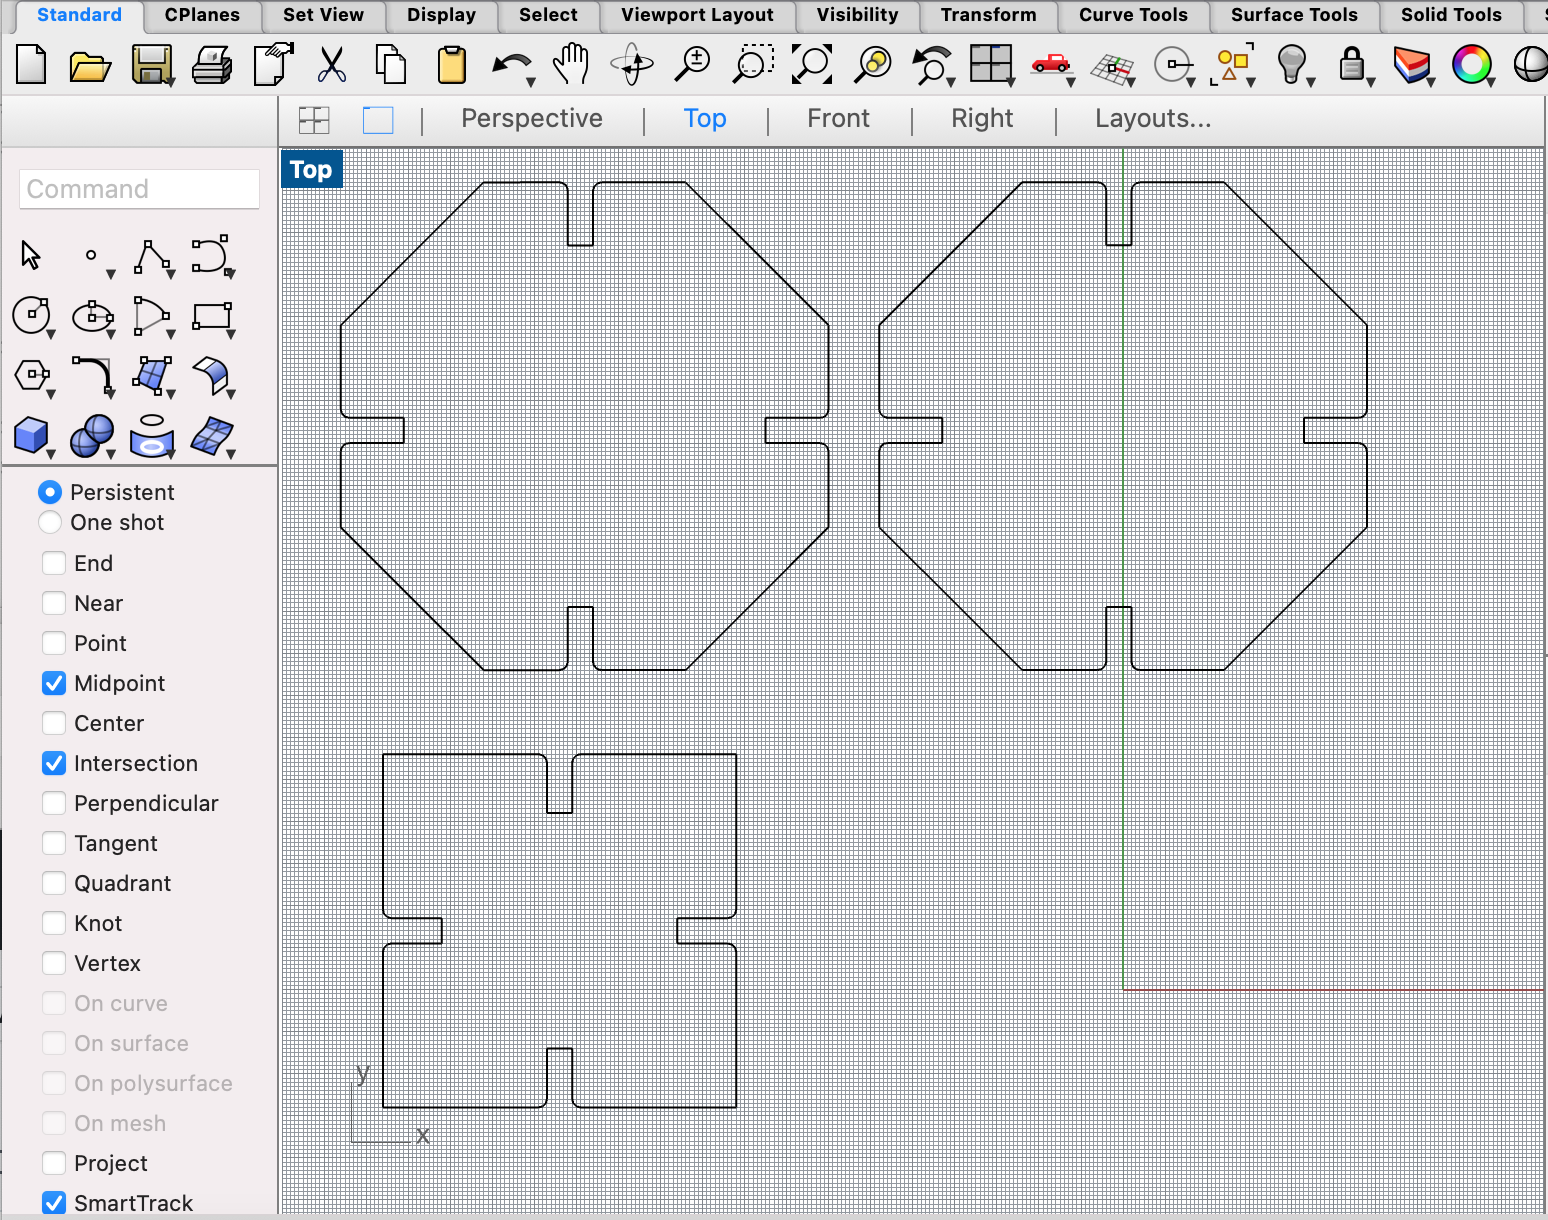 Standard CPlanes Set View Display Select Viewport Layout Visibility Transform Curve Tools Surface Tools Solid Tools
Perspective Top Front Right Layouts...
Top
Command
Persistent
One shot
End
Near
Point
Midpoint
Center
Intersection
Perpendicular
Tangent
Quadrant
Knot
Vertex
On curve
On surface
On polysurface
On mesh
Project
SmartTrack
y
x